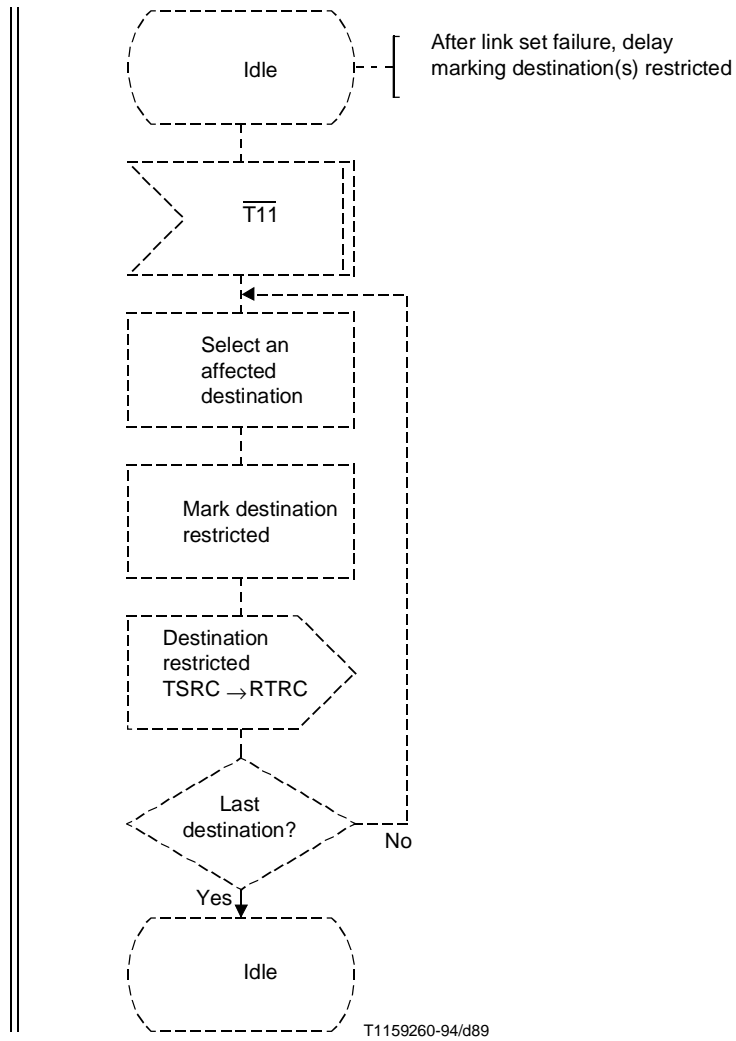 Idle
After link set failure, delay
marking destination(s) restricted
T11
Select an
affected
destination
Mark destination
restricted
Destination
restricted
TSRC → RTRC
Last
destination?
No
Yes
Idle
T1159260-94/d89